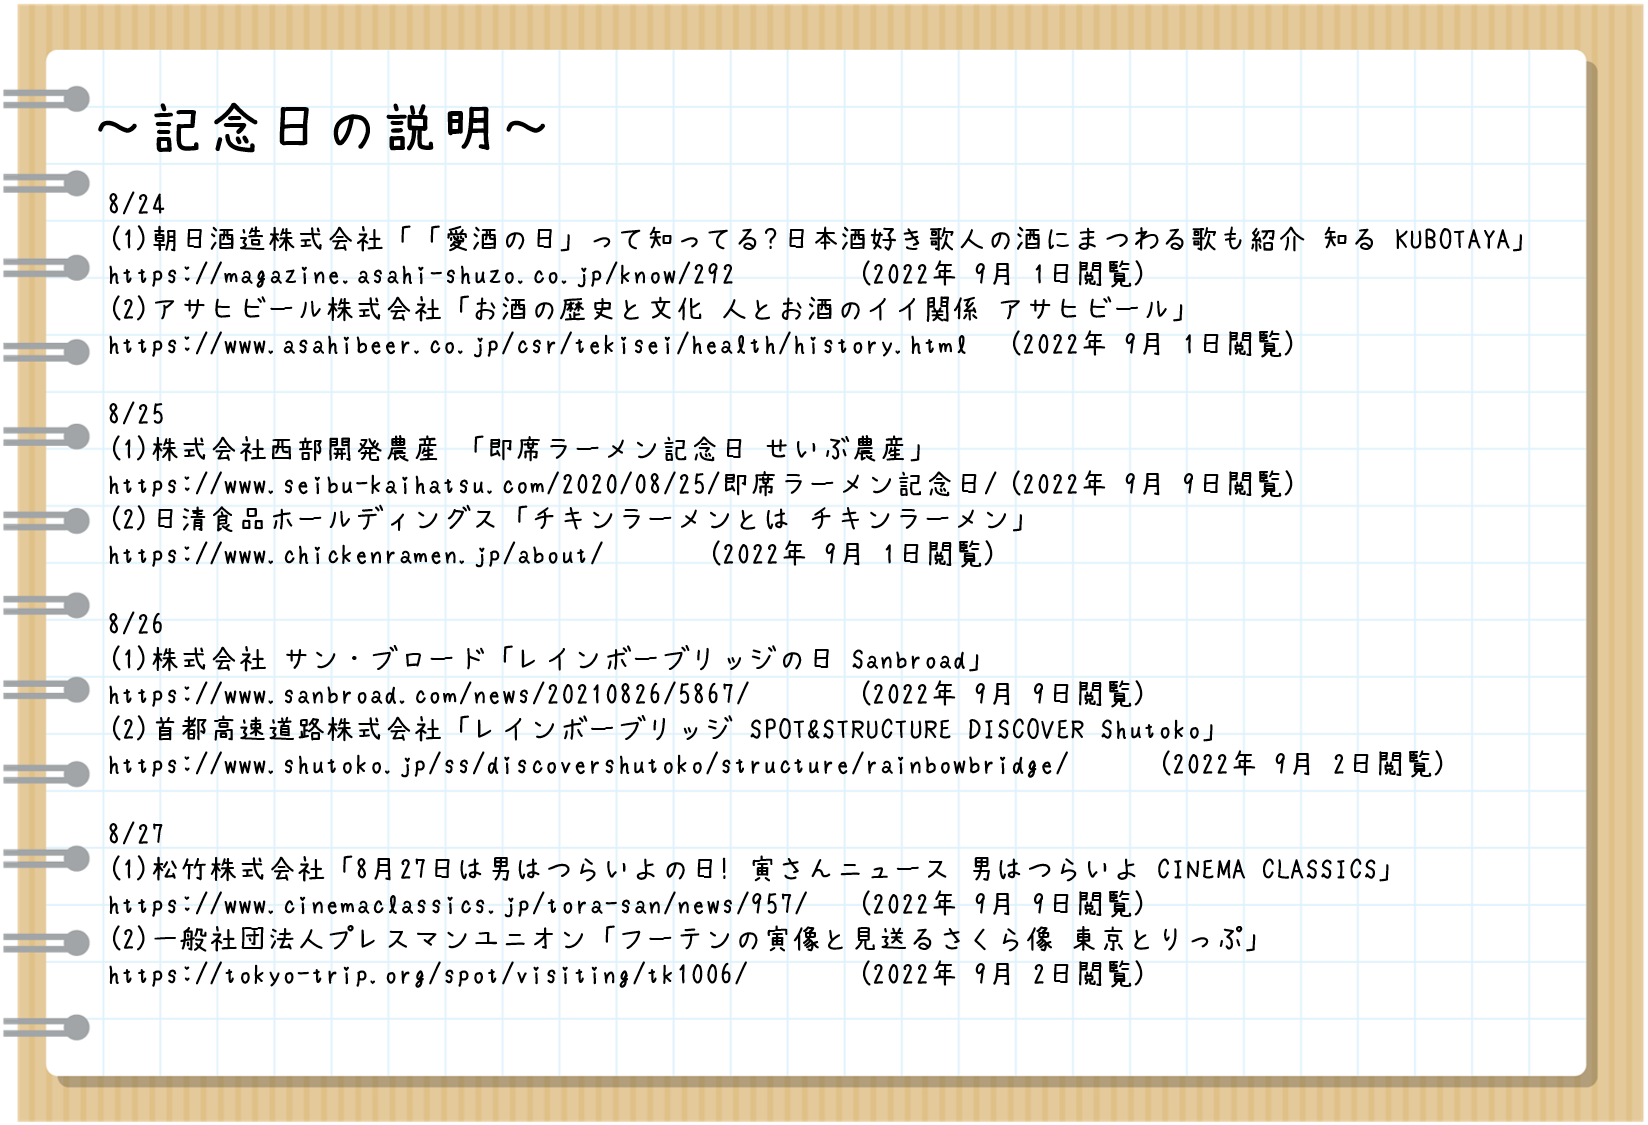 ～記念日の説明～
8/24
(1)朝日酒造株式会社「「愛酒の日」って知ってる?日本酒好き歌人の酒にまつわる歌も紹介 知る KUBOTAYA」
https://magazine.asahi-shuzo.co.jp/know/292 (2022年 9月 1日閲覧)
(2)アサヒビール株式会社「お酒の歴史と文化 人とお酒のイイ関係 アサヒビール」
https://www.asahibeer.co.jp/csr/tekisei/health/history.html (2022年 9月 1日閲覧)
8/25
(1)株式会社西部開発農産 「即席ラーメン記念日 せいぶ農産」
https://www.seibu-kaihatsu.com/2020/08/25/即席ラーメン記念日/ (2022年 9月 9日閲覧)
(2)日清食品ホールディングス「チキンラーメンとは チキンラーメン」
https://www.chickenramen.jp/about/ (2022年 9月 1日閲覧)
8/26
(1)株式会社 サン・ブロード「レインボーブリッジの日 Sanbroad」
https://www.sanbroad.com/news/20210826/5867/ (2022年 9月 9日閲覧)
(2)首都高速道路株式会社「レインボーブリッジ SPOT&STRUCTURE DISCOVER Shutoko」
https://www.shutoko.jp/ss/discovershutoko/structure/rainbowbridge/ (2022年 9月 2日閲覧)
8/27
(1)松竹株式会社「8月27日は男はつらいよの日! 寅さんニュース 男はつらいよ CINEMA CLASSICS」
https://www.cinemaclassics.jp/tora-san/news/957/ (2022年 9月 9日閲覧)
(2)一般社団法人プレスマンユニオン「フーテンの寅像と見送るさくら像 東京とりっぷ」
https://tokyo-trip.org/spot/visiting/tk1006/ (2022年 9月 2日閲覧)